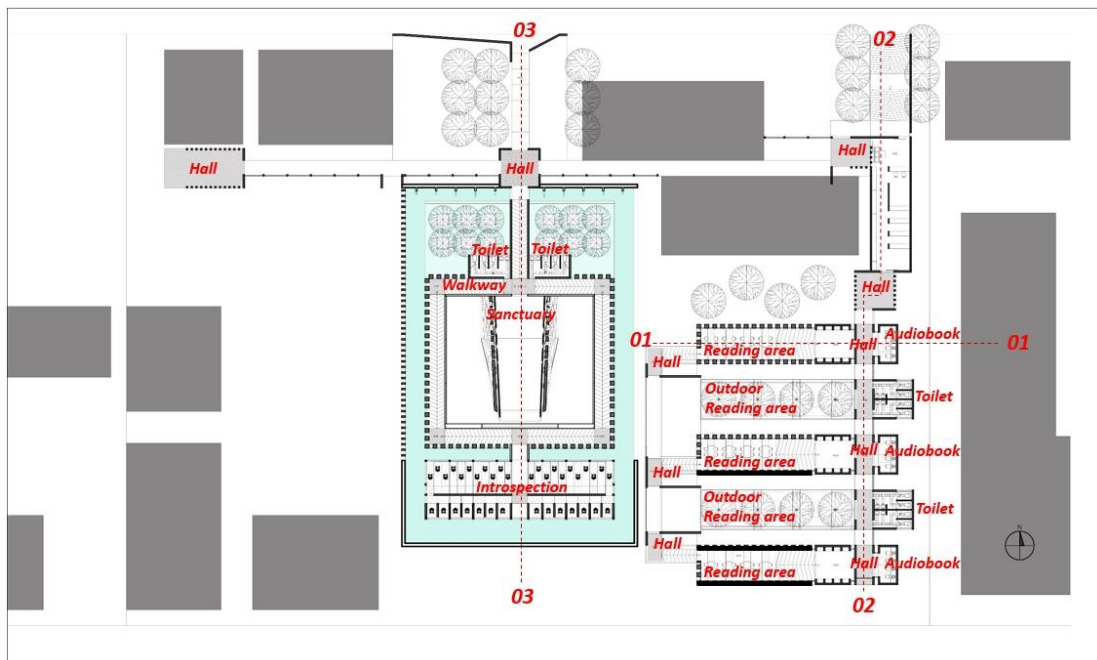 03
02
Hall
Hall
Hall
Toilet
Toilet
Walkway
Hall
Sanctuary
01
Hall
Reading area
Hall
Audiobook
01
Outdoor
Reading area
Toilet
Hall
Reading area
Hall
Audiobook
Introspection
Outdoor
Reading area
Toilet
Hall
Reading area
Hall
Audiobook
N
03
02